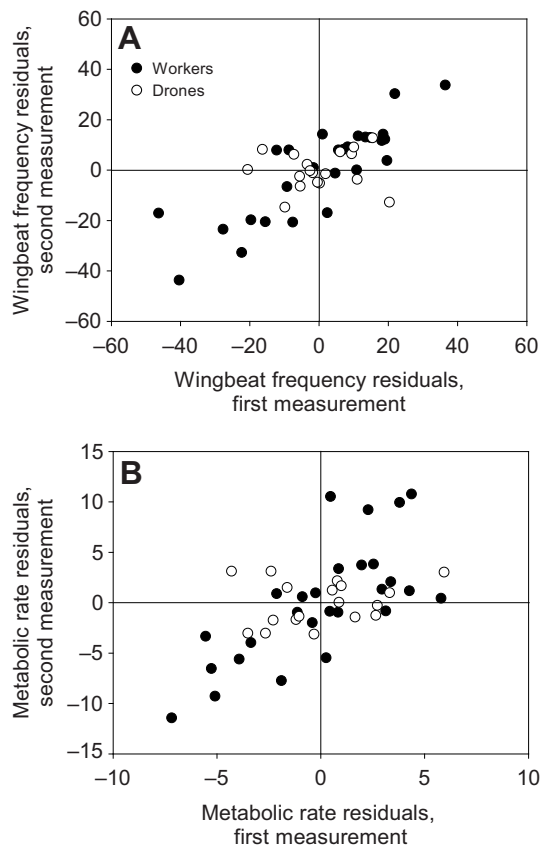 60
A
Workers
Drones
40
20
0
–20
–40
–60
Wingbeat frequency residuals,
second measurement
–60
–40
–20
0
20
40
60
Wingbeat frequency residuals,
first measurement
15
B
10
5
0
–5
–10
–15
Metabolic rate residuals,
second measurement
–10
–5
0
5
10
Metabolic rate residuals,
first measurement